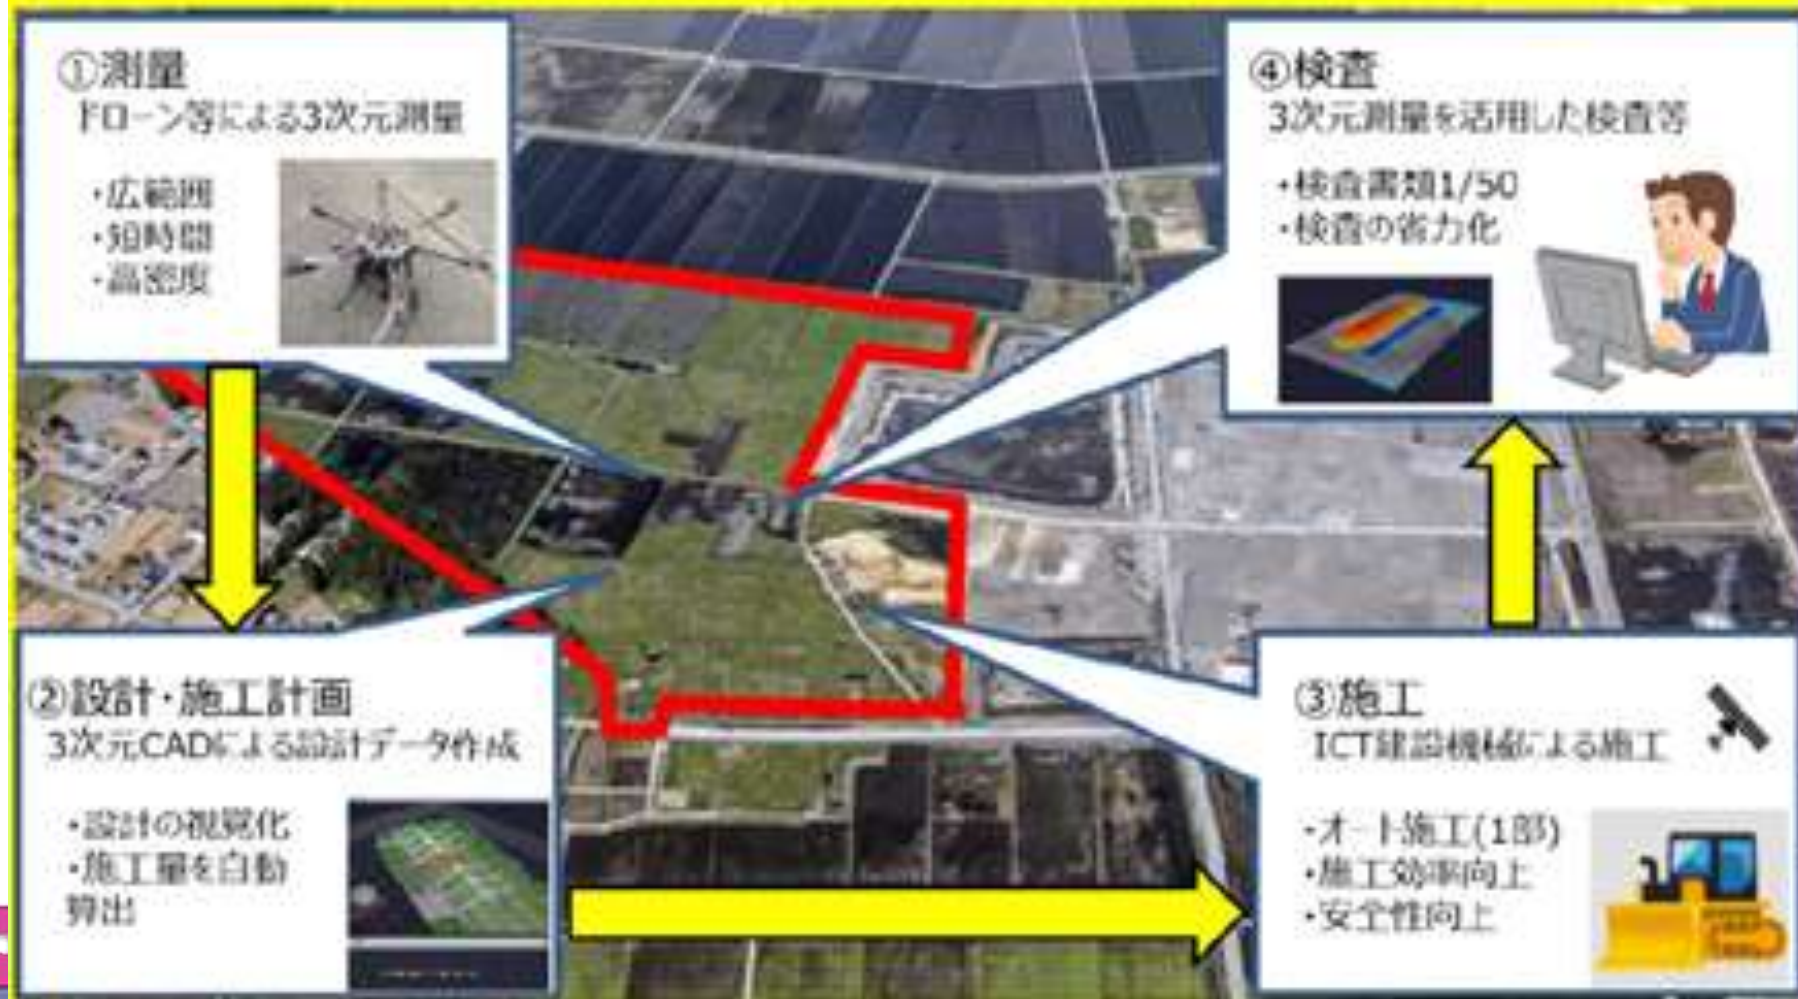 ①測量
ドローン等による3次元測量
・広範囲
・短時間
・高密度
②設計・施工計画
3次元CADによる設計データ作成
・設計の視覚化
・施工量を自動
算出
③施工
ICT建設機械による施工
・オート施工(1部)
・施工効率向上
・安全性向上
④検査
3次元測量を活用した検査等
・検査書類1/50
・検査の省力化